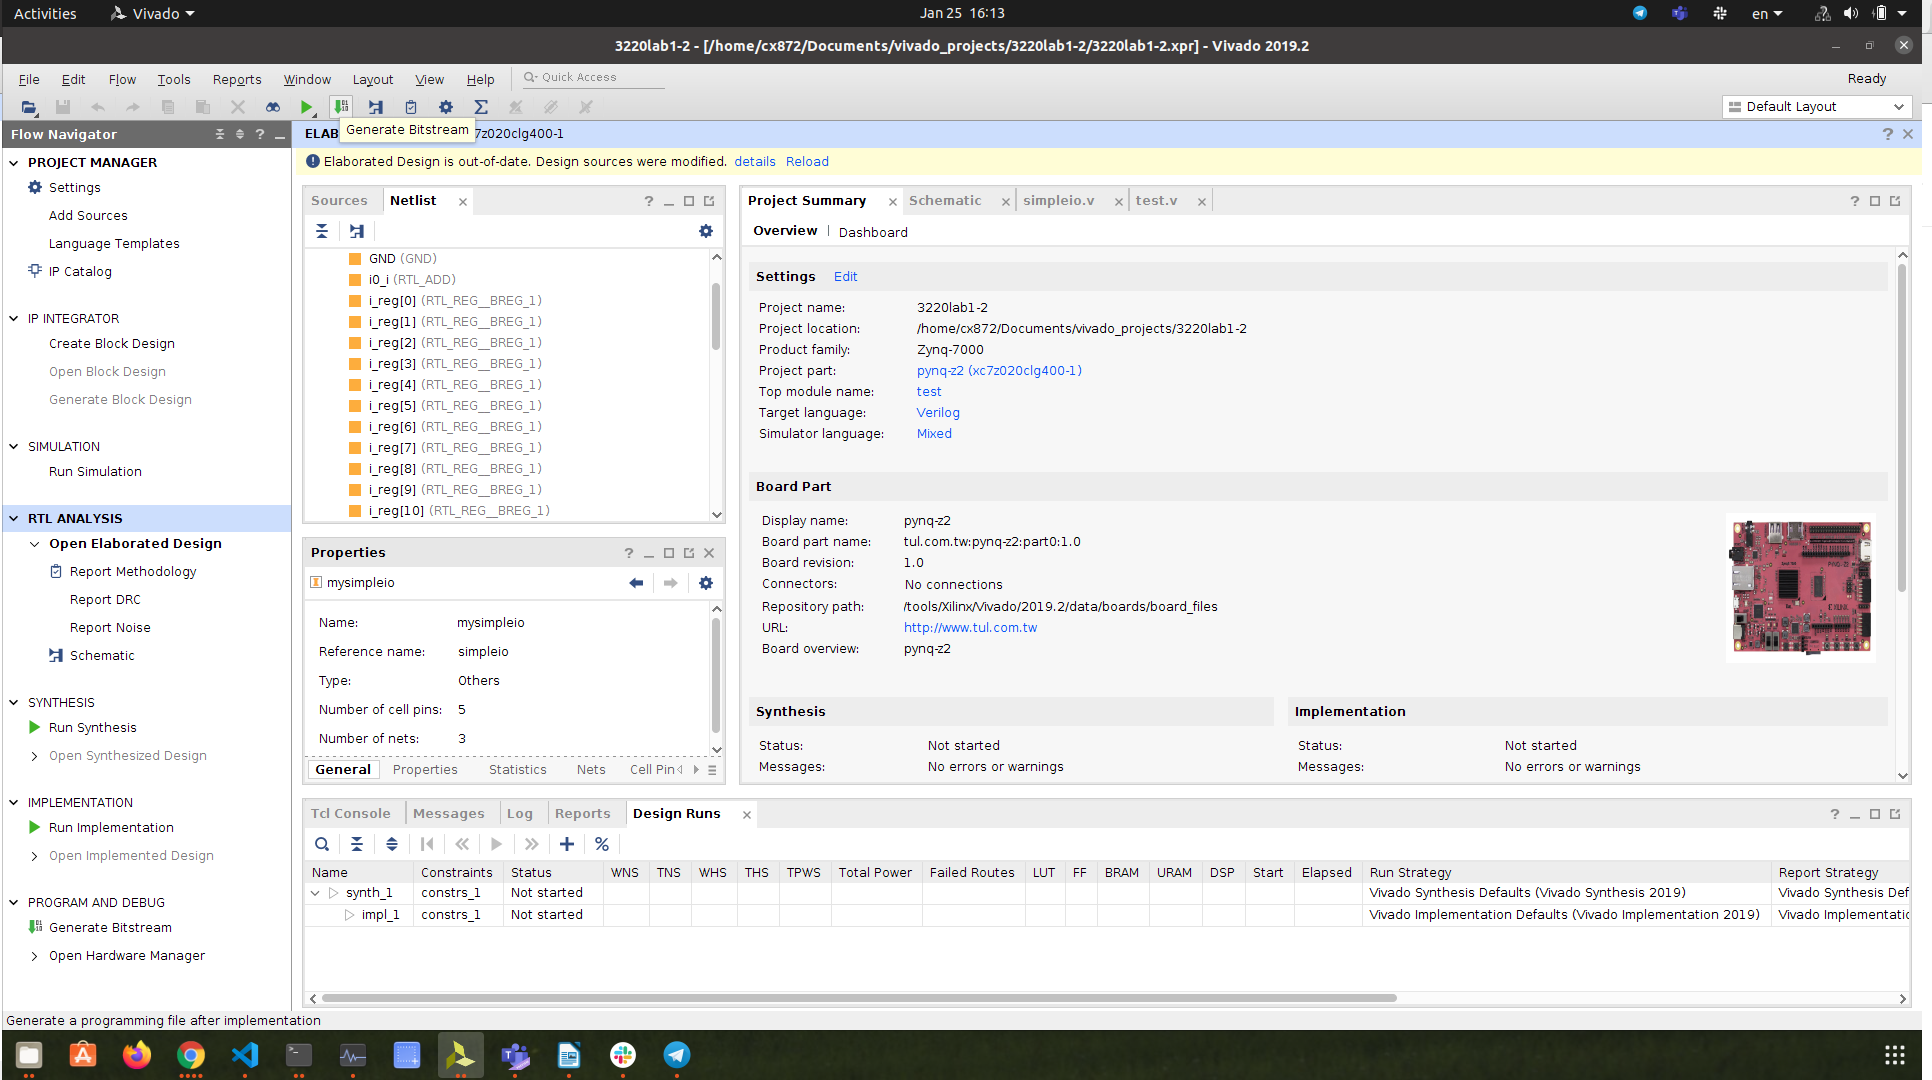 Activities Vivado Jan 25 16:13 en
3220lab1-2 - [/home/cx872/Documents/vivado_projects/3220lab1-2/3220lab1-2.xpr] - Vivado 2019.2
File Edit Flow Tools Reports Window Layout View Help Quick Access Ready
Default Layout
Generate Bitstream
Flow Navigator
ELAB 7z020clg400-1
Elaborated Design is out-of-date. Design sources were modified. details Reload
PROJECT MANAGER
Settings
Add Sources
Language Templates
IP Catalog
IP INTEGRATOR
Create Block Design
Open Block Design
Generate Block Design
SIMULATION
Run Simulation
RTL ANALYSIS
Open Elaborated Design
Report Methodology
Report DRC
Report Noise
Schematic
SYNTHESIS
Run Synthesis
Open Synthesized Design
IMPLEMENTATION
Run Implementation
Open Implemented Design
PROGRAM AND DEBUG
Generate Bitstream
Open Hardware Manager
Sources Netlist
GND (GND)
i0_i (RTL_ADD)
i_reg[0] (RTL_REG__BREG_1)
i_reg[1] (RTL_REG__BREG_1)
i_reg[2] (RTL_REG__BREG_1)
i_reg[3] (RTL_REG__BREG_1)
i_reg[4] (RTL_REG__BREG_1)
i_reg[5] (RTL_REG__BREG_1)
i_reg[6] (RTL_REG__BREG_1)
i_reg[7] (RTL_REG__BREG_1)
i_reg[8] (RTL_REG__BREG_1)
i_reg[9] (RTL_REG__BREG_1)
i_reg[10] (RTL_REG__BREG_1)
Properties
mysimpleio
Name: mysimpleio
Reference name: simpleio
Type: Others
Number of cell pins: 5
Number of nets: 3
General Properties Statistics Nets Cell Pin
Project Summary Schematic simpleio.v test.v
Overview | Dashboard
Settings Edit
Project name: 3220lab1-2
Project location: /home/cx872/Documents/vivado_projects/3220lab1-2
Product family: Zynq-7000
Project part: pynq-z2 (xc7z020clg400-1)
Top module name: test
Target language: Verilog
Simulator language: Mixed
Board Part
Display name: pynq-z2
Board part name: tul.com.tw:pynq-z2:part0:1.0
Board revision: 1.0
Connectors: No connections
Repository path: /tools/Xilinx/Vivado/2019.2/data/boards/board_files
URL: http://www.tul.com.tw
Board overview: pynq-z2
Synthesis Implementation
Status: Not started Status: Not started
Messages: No errors or warnings Messages: No errors or warnings
Tcl Console Messages Log Reports Design Runs
Name Constraints Status WNS TNS WHS THS TPWS Total Power Failed Routes LUT FF BRAM URAM DSP Start Elapsed Run Strategy Report Strategy
synth_1 constrs_1 Not started Vivado Synthesis Defaults (Vivado Synthesis 2019) Vivado Synthesis Def
impl_1 constrs_1 Not started Vivado Implementation Defaults (Vivado Implementation 2019) Vivado Implementatio
Generate a programming file after implementation